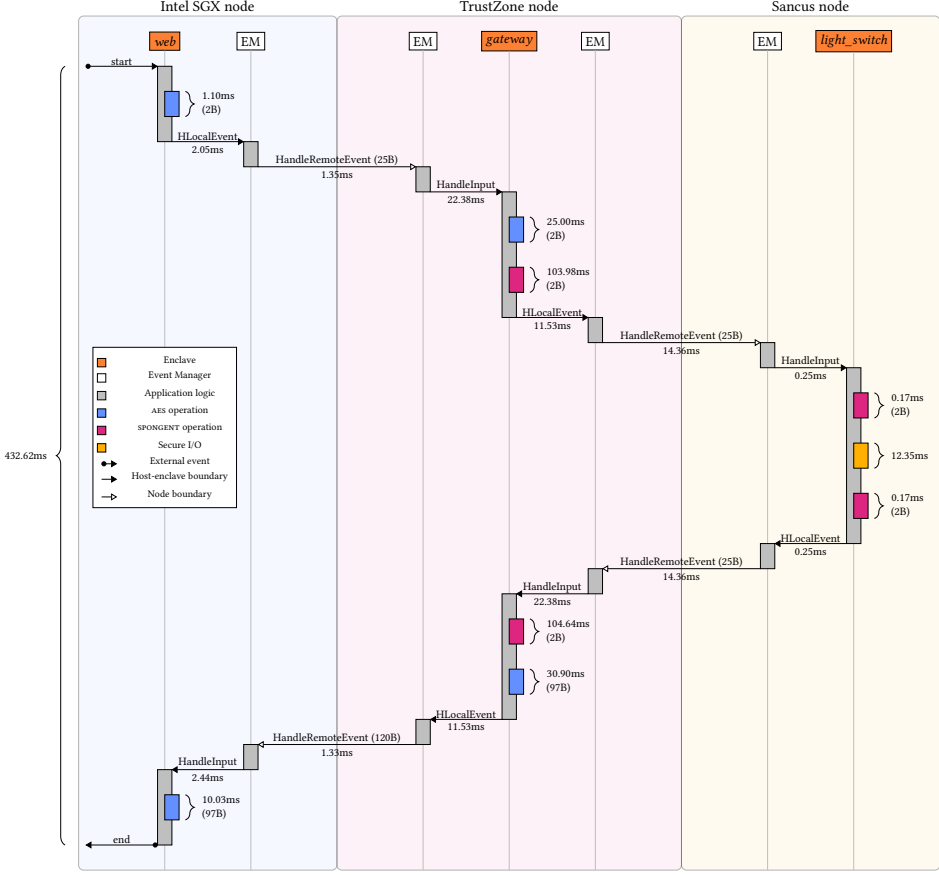 Intel SGX node
TrustZone node
Sancus node
web
EM
EM
gateway
EM
EM
light_switch
start
1.10ms
(2B)
HLocalEvent
2.05ms
HandleRemoteEvent (25B)
1.35ms
HandleInput
22.38ms
25.00ms
(2B)
103.98ms
(2B)
HLocalEvent
11.53ms
HandleRemoteEvent (25B)
14.36ms
HandleInput
0.25ms
Enclave
Event Manager
Application logic
AES operation
SPONGENT operation
Secure I/O
External event
Host-enclave boundary
Node boundary
432.62ms
0.17ms
(2B)
12.35ms
0.17ms
(2B)
HLocalEvent
0.25ms
HandleRemoteEvent (25B)
14.36ms
HandleInput
22.38ms
104.64ms
(2B)
30.90ms
(97B)
HLocalEvent
11.53ms
HandleRemoteEvent (120B)
1.33ms
HandleInput
2.44ms
10.03ms
(97B)
end